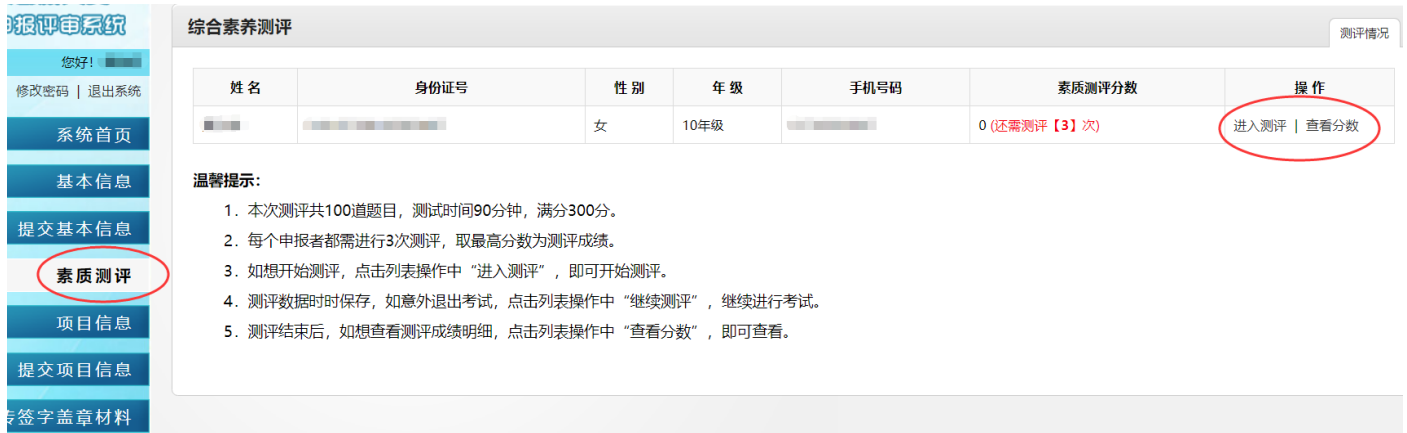 报评审系统
您好！
修改密码 | 退出系统
系统首页
基本信息
提交基本信息
素质测评
项目信息
提交项目信息
签字盖章材料
综合素养测评
测评情况
姓 名 身份证号 性 别 年 级 手机号码 素质测评分数 操 作
女 10年级 0 (还需测评【3】次) 进入测评 | 查看分数
温馨提示：
1．本次测评共100道题目，测试时间90分钟，满分300分。
2．每个申报者都需进行3次测评，取最高分数为测评成绩。
3．如想开始测评，点击列表操作中“进入测评”，即可开始测评。
4．测评数据时时保存，如意外退出考试，点击列表操作中“继续测评”，继续进行考试。
5．测评结束后，如想查看测评成绩明细，点击列表操作中“查看分数”，即可查看。